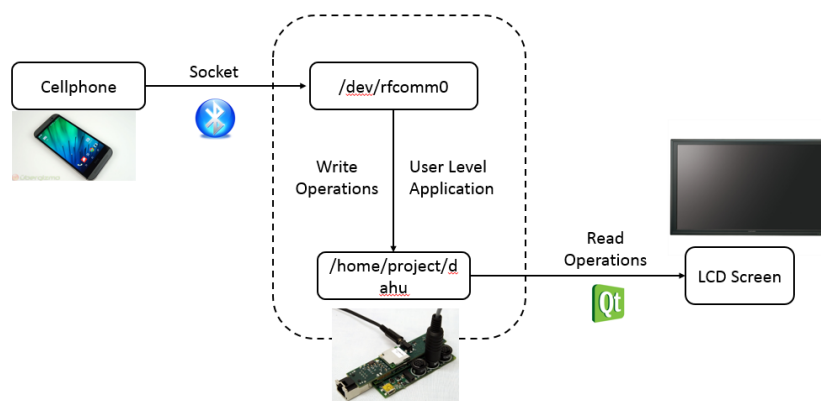 Cellphone
Socket
/dev/rfcomm0
Write
Operations
User Level
Application
/home/project/d
ahu
Read
Operations
Qt
LCD Screen